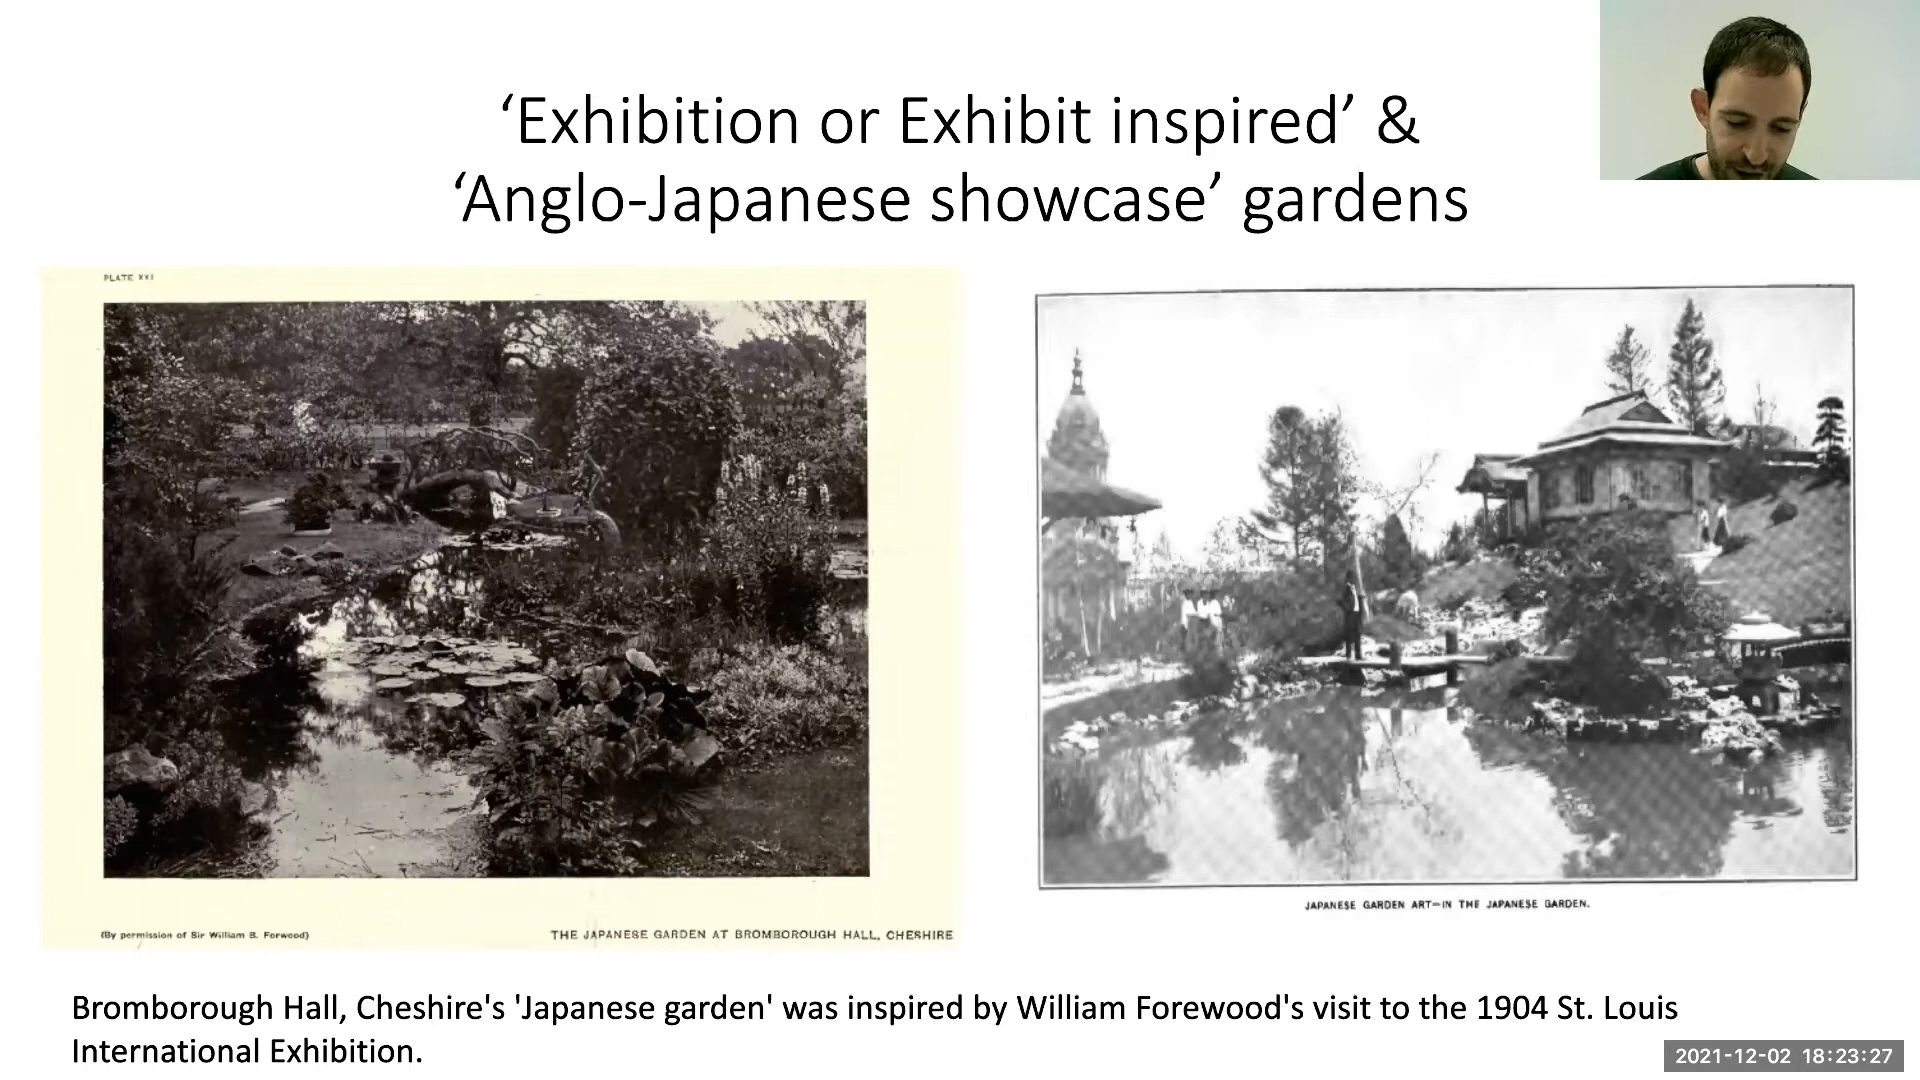 ‘Exhibition or Exhibit inspired’ &
‘Anglo-Japanese showcase’ gardens
PLATE XVI
(By permission of Sir William B. Forwood)
THE JAPANESE GARDEN AT BROMBOROUGH HALL, CHESHIRE
JAPANESE GARDEN ART—IN THE JAPANESE GARDEN.
Bromborough Hall, Cheshire's 'Japanese garden' was inspired by William Forewood's visit to the 1904 St. Louis
International Exhibition.
2021-12-02 18:23:27